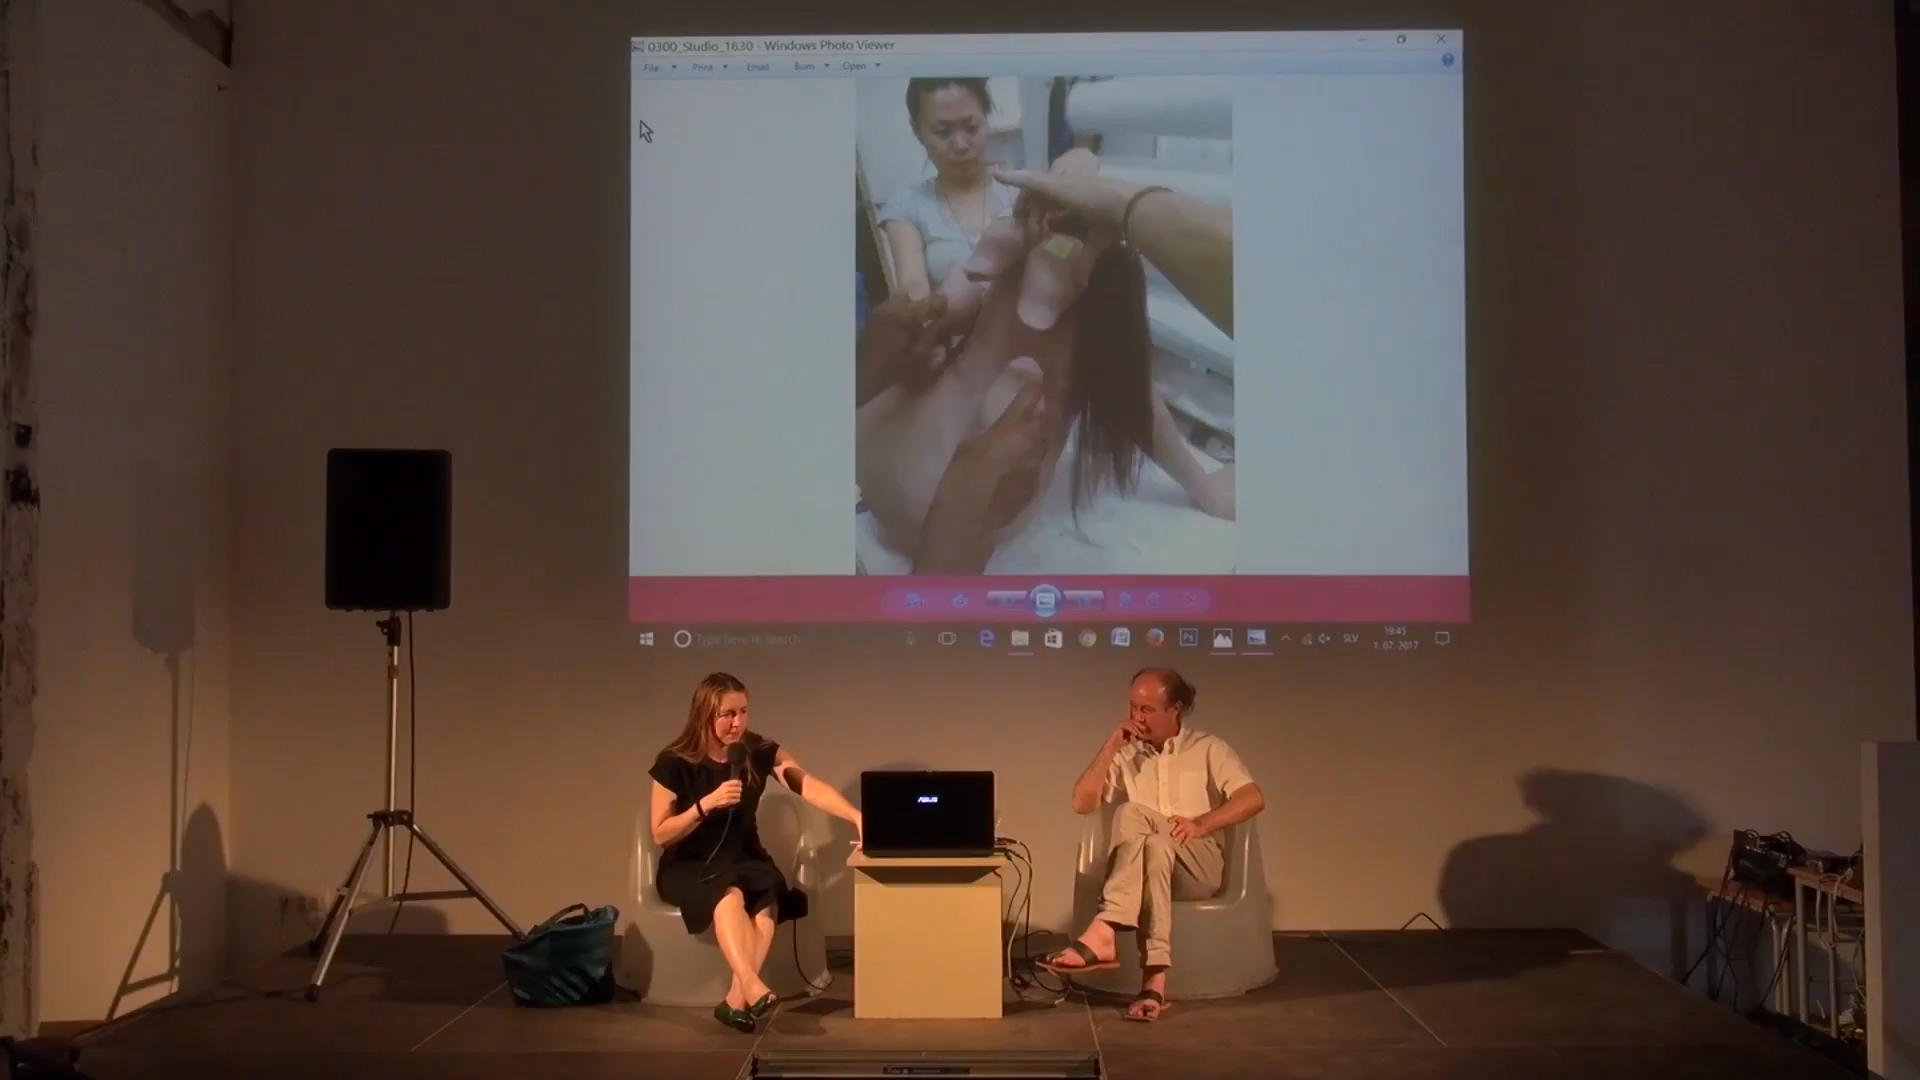 0300_Studio_1630 - Windows Photo Viewer
File Print Email Burn Open
Type here to search
SLV
19:45
1. 07. 2017
ASUS